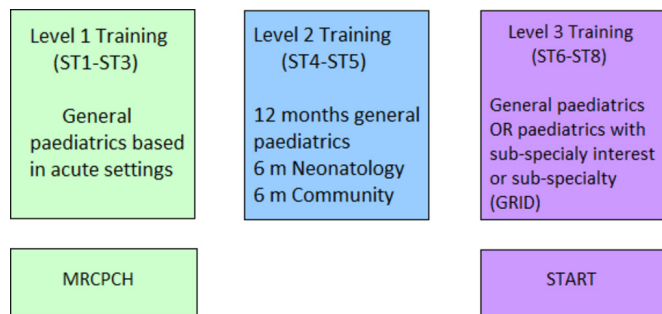 Level 1 Training
(ST1-ST3)
General
paediatrics based
in acute settings
Level 2 Training
(ST4-ST5)
12 months general
paediatrics
6 m Neonatology
6 m Community
Level 3 Training
(ST6-ST8)
General paediatrics
OR paediatrics with
sub-specialy interest
or sub-specialty
(GRID)
MRCPCH
START